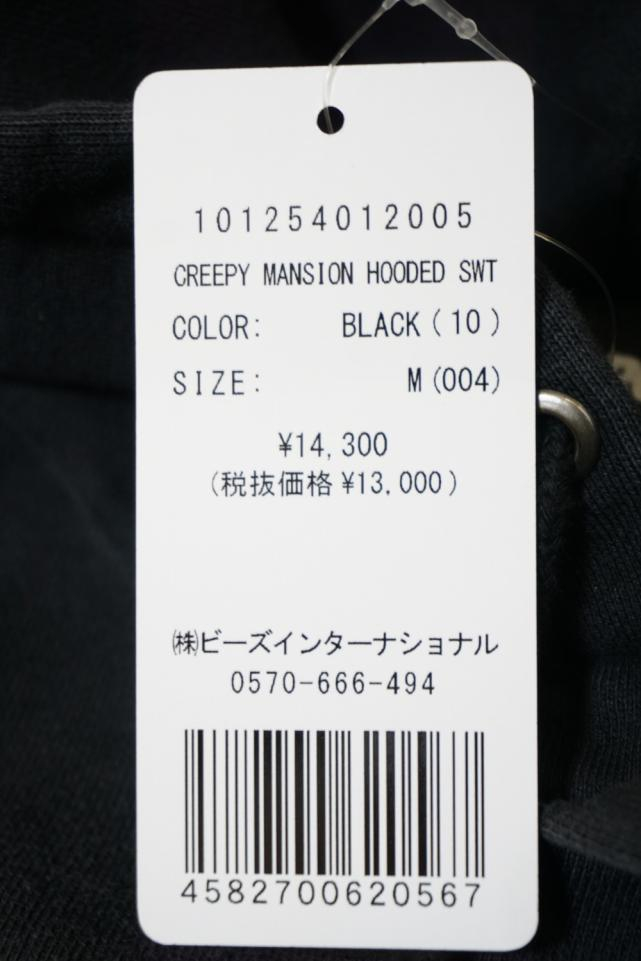 101254012005
CREEPY MANSION HOODED SWT
COLOR: BLACK(10)
SIZE: M(004)
¥14,300
(税抜価格¥13,000)
㈱ビーズインターナショナル
0570-666-494
4582700620567